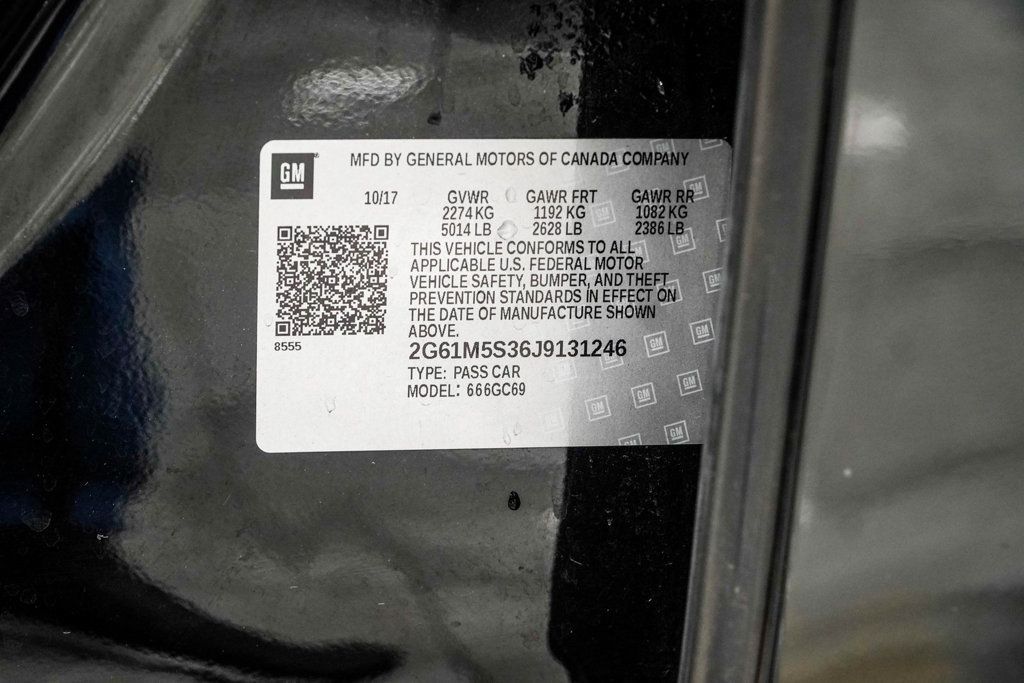 GM
MFD BY GENERAL MOTORS OF CANADA COMPANY
10/17 GVWR GAWR FRT GAWR RR
2274 KG 1192 KG 1082 KG
5014 LB 2628 LB 2386 LB
THIS VEHICLE CONFORMS TO ALL
APPLICABLE U.S. FEDERAL MOTOR
VEHICLE SAFETY, BUMPER, AND THEFT
PREVENTION STANDARDS IN EFFECT ON
THE DATE OF MANUFACTURE SHOWN
ABOVE.
8555
2G61M5S36J9131246
TYPE: PASS CAR
MODEL: 666GC69